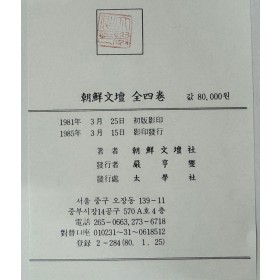 朝鮮文壇 全四卷 값 80,000원
1981年 3月 25日 初版影印
1985年 3月 15日 影印發行
著者 朝鮮文壇社
發行者 嚴亨燮
發行處 太學社
서울 중구 오장동 139-11
중부시장14공구 570 A호 4층
電話 265-0663, 273-6718
對替口座 010231-31-0618512
登錄 2-284(80. 1. 25)